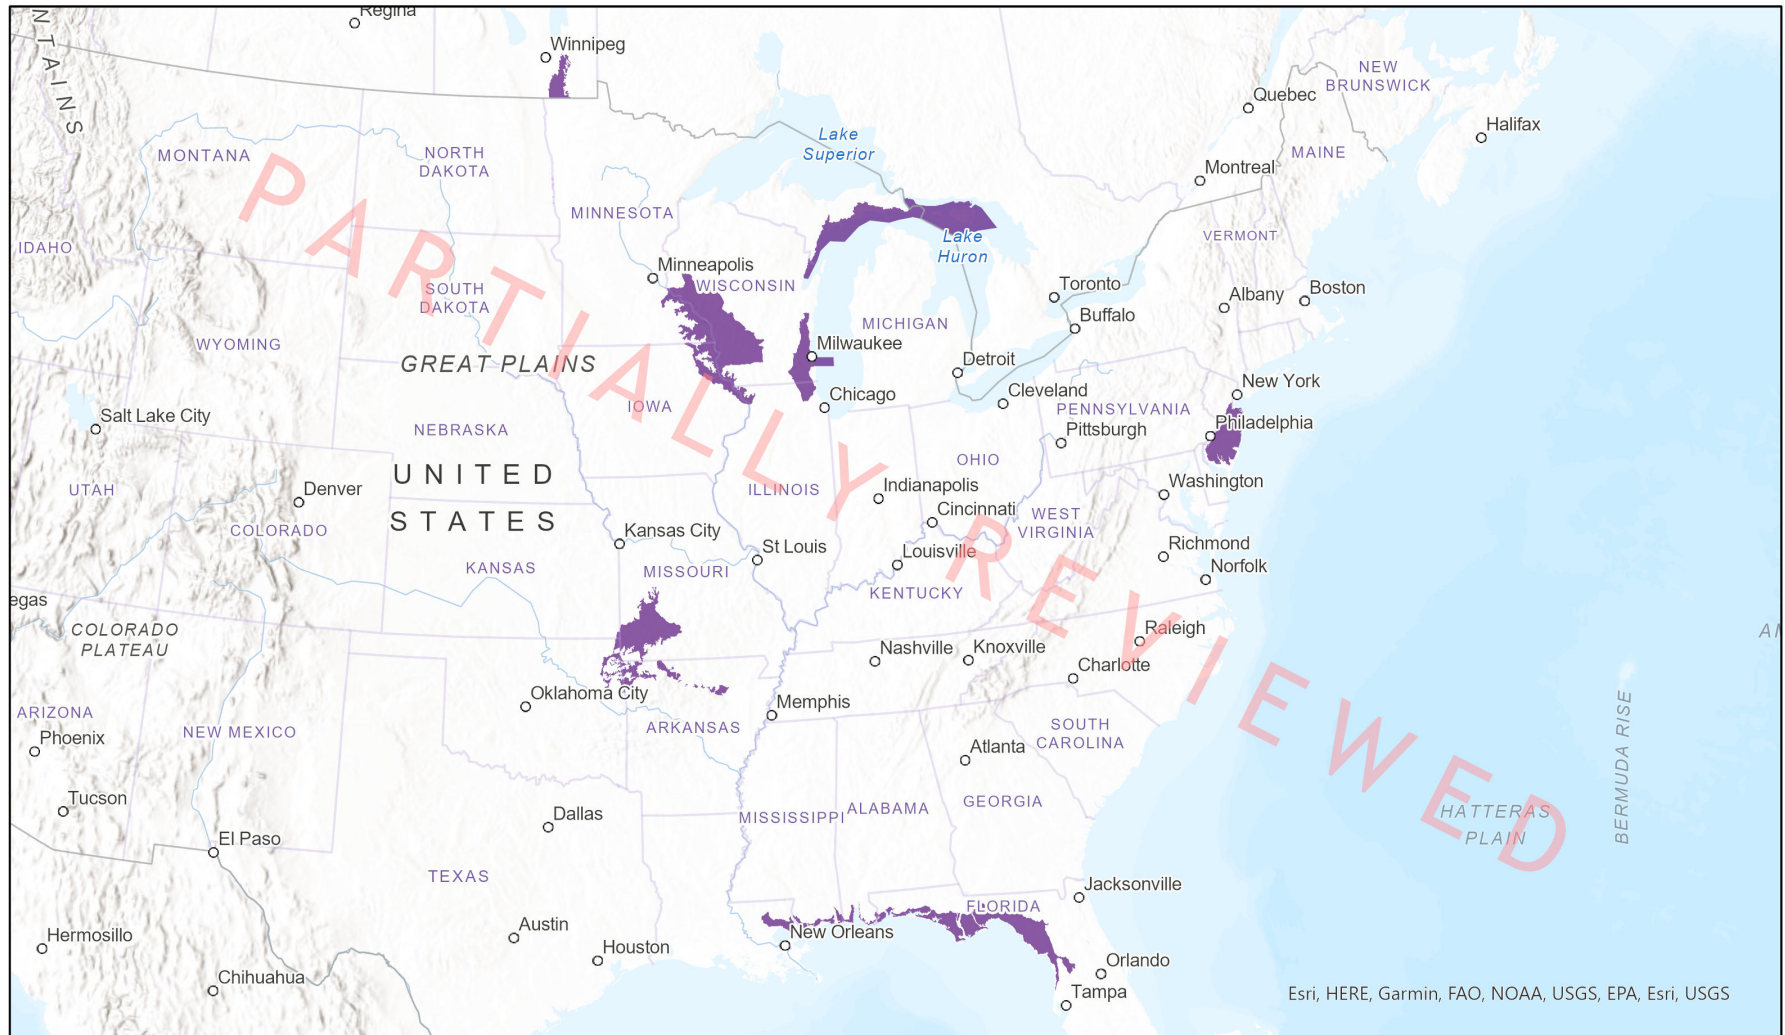 Regina
NTAINS
Winnipeg
NEW
BRUNSWICK
Quebec
Halifax
Lake
Superior
MONTANA
NORTH
DAKOTA
MAINE
Montreal
MINNESOTA
IDAHO
VERMONT
Lake
Huron
Minneapolis
WISCONSIN
SOUTH
DAKOTA
Toronto
Albany
Boston
Buffalo
MICHIGAN
WYOMING
Milwaukee
GREAT PLAINS
Detroit
New York
Cleveland
Chicago
IOWA
PENNSYLVANIA
Salt Lake City
Philadelphia
NEBRASKA
Pittsburgh
OHIO
UNITED
STATES
UTAH
Denver
ILLINOIS
Indianapolis
Washington
Cincinnati
WEST
VIRGINIA
COLORADO
Kansas City
St Louis
Louisville
Richmond
Norfolk
KANSAS
MISSOURI
KENTUCKY
egas
COLORADO
PLATEAU
Raleigh
AM
Nashville
Knoxville
Charlotte
Oklahoma City
Memphis
ARIZONA
Phoenix
NEW MEXICO
ARKANSAS
SOUTH
CAROLINA
Atlanta
BERMUDA RISE
Tucson
Dallas
MISSISSIPPI
ALABAMA
GEORGIA
HATTERAS
PLAIN
El Paso
TEXAS
Jacksonville
FLORIDA
Austin
New Orleans
Hermosillo
Houston
Orlando
Chihuahua
Tampa
PARTIALLY REVIEWED
Esri, HERE, Garmin, FAO, NOAA, USGS, EPA, Esri, USGS